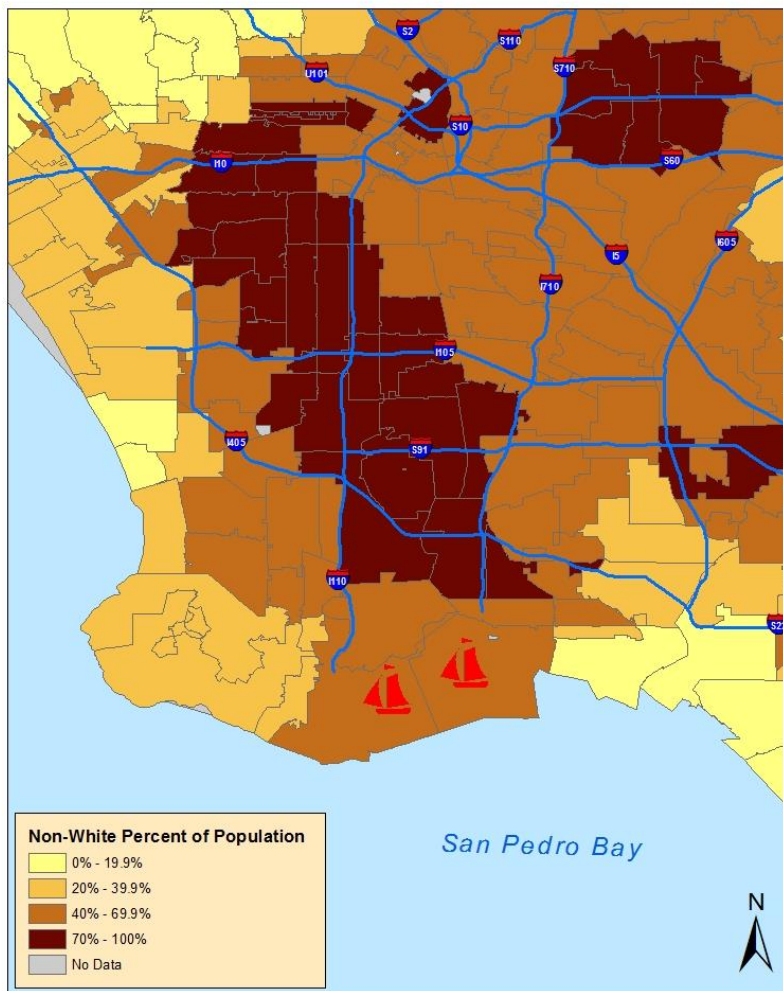 S2
S110
U101
S710
S10
I10
S60
I605
I5
I710
I105
I405
S91
I110
S22
San Pedro Bay
Non-White Percent of Population
0% - 19.9%
20% - 39.9%
40% - 69.9%
70% - 100%
No Data
N